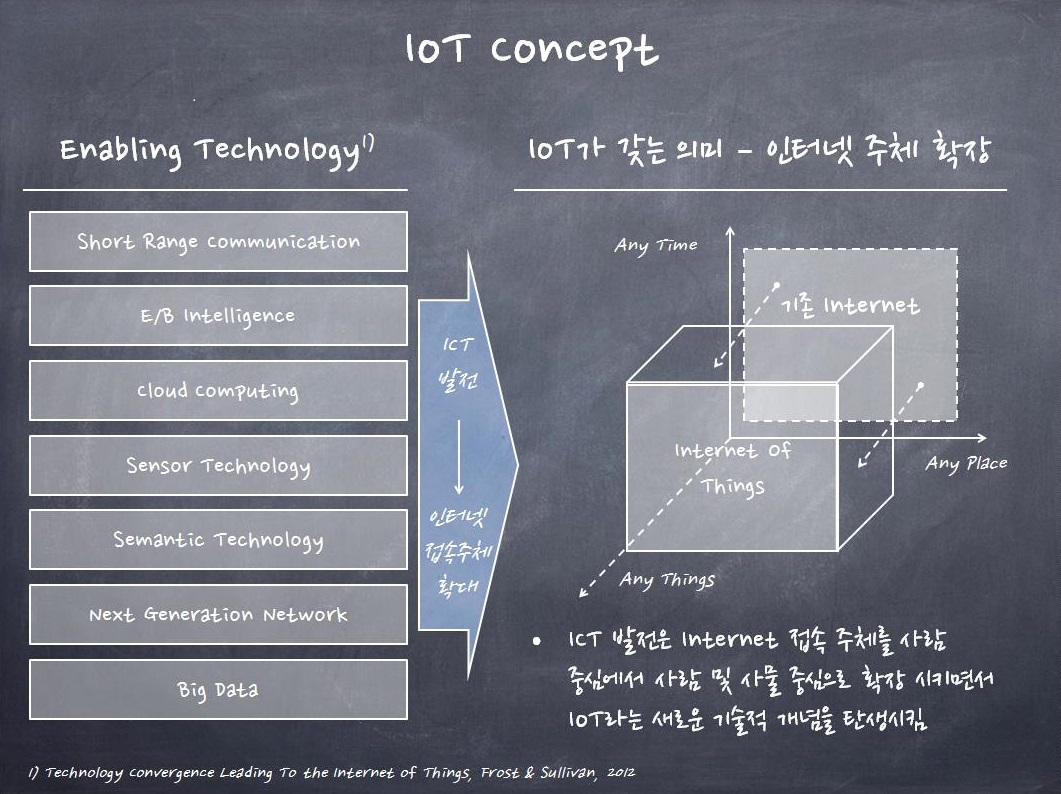 IoT Concept
Enabling Technology1)
Short Range Communication
E/B Intelligence
Cloud Computing
Sensor Technology
Semantic Technology
Next Generation Network
Big Data
ICT
발전
인터넷
접속주체
확대
IoT가 갖는 의미 – 인터넷 주체 확장
Any Time
기존 Internet
Internet Of
Things
Any Place
Any Things
• ICT 발전은 Internet 접속 주체를 사람
중심에서 사람 및 사물 중심으로 확장 시키면서
IoT라는 새로운 기술적 개념을 탄생시킴
1) Technology Convergence Leading To the Internet of Things, Frost & Sullivan, 2012